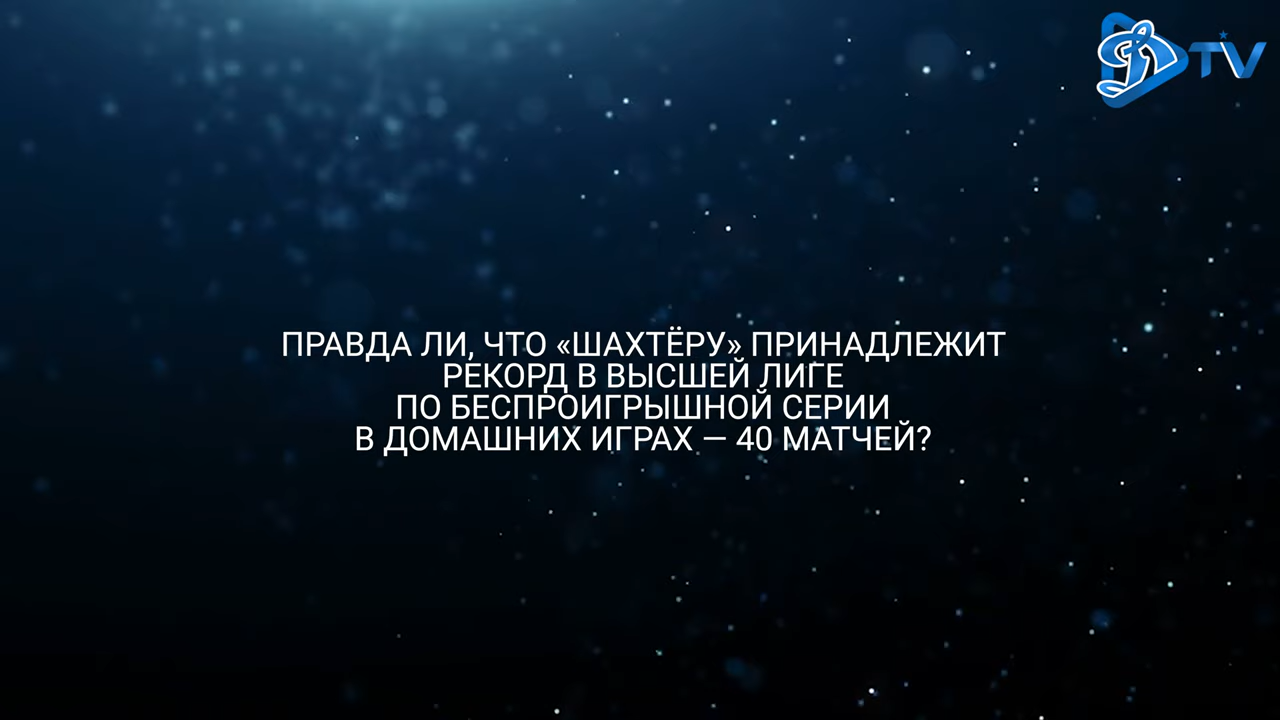 TV
ПРАВДА ЛИ, ЧТО «ШАХТЁРУ» ПРИНАДЛЕЖИТ
РЕКОРД В ВЫСШЕЙ ЛИГЕ
ПО БЕСПРОИГРЫШНОЙ СЕРИИ
В ДОМАШНИХ ИГРАХ — 40 МАТЧЕЙ?